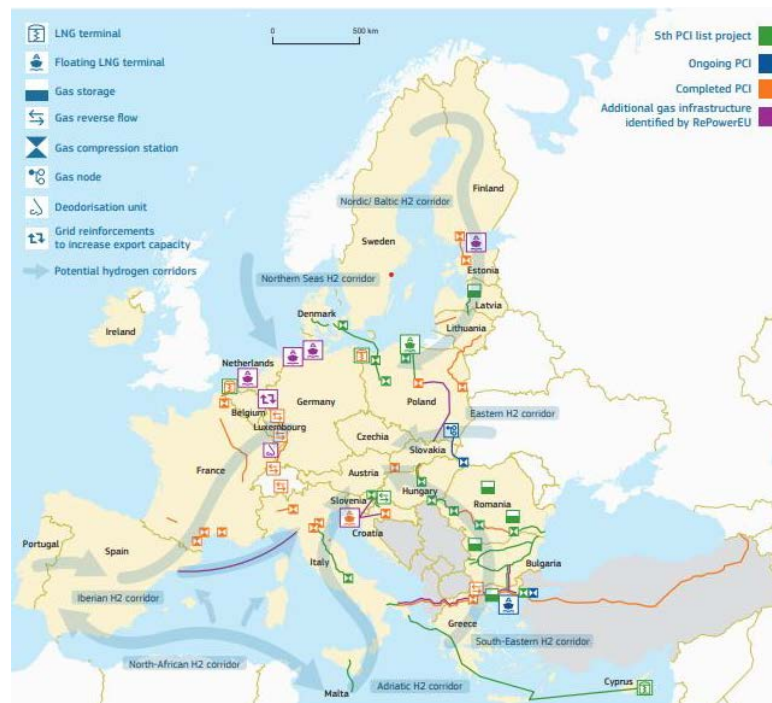 LNG terminal
Floating LNG terminal
Gas storage
Gas reverse flow
Gas compression station
Gas node
Deodorisation unit
Grid reinforcements
to increase export capacity
Potential hydrogen corridors
0
500 km
5th PCI list project
Ongoing PCI
Completed PCI
Additional gas infrastructure
identified by RePowerEU
Finland
Nordic/ Baltic H2 corridor
Sweden
Estonia
Northern Seas H2 corridor
Latvia
Denmark
Lithuania
Ireland
Netherlands
Germany
Poland
Belgium
Eastern H2 corridor
Luxembourg
Czechia
Slovakia
France
Austria
Hungary
Slovenia
Romania
Croatia
Portugal
Spain
Italy
Bulgaria
Iberian H2 corridor
Greece
South-Eastern H2 corridor
North-African H2 corridor
Adriatic H2 corridor
Cyprus
Malta